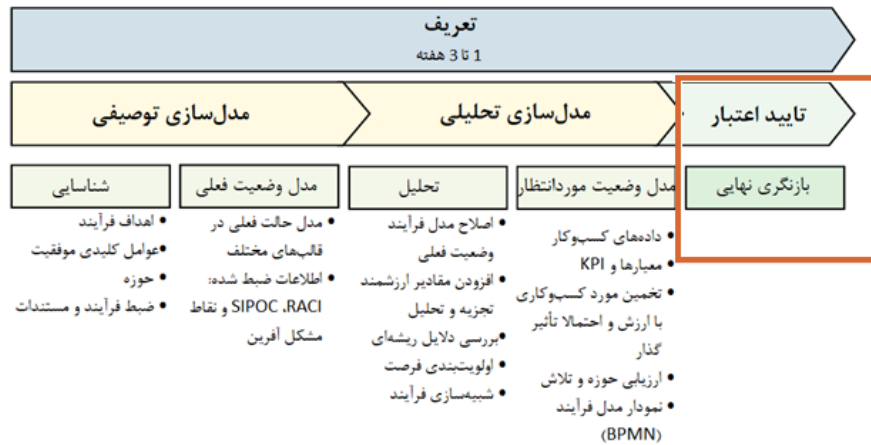 تعریف
1 تا 3 هفته
مدل‌سازی توصیفی
مدل‌سازی تحلیلی
تایید اعتبار
شناسایی
• اهداف فرآیند
• عوامل کلیدی موفقیت
• حوزه
• ضبط فرآیند و مستندات
مدل وضعیت فعلی
• مدل حالت فعلی در
قالب‌های مختلف
• اطلاعات ضبط شده:
SIPOC ،RACI و نقاط
مشکل آفرین
تحلیل
• اصلاح مدل فرآیند
وضعیت فعلی
• افزودن مقادیر ارزشمند
تجزیه و تحلیل
• بررسی دلایل ریشه‌ای
• اولویت‌بندی فرصت
• شبیه‌سازی فرآیند
مدل وضعیت موردانتظار
• داده‌های کسب‌وکار
• معیارها و KPI
• تخمین مورد کسب‌وکاری
با ارزش و احتمالا تأثیر
گذار
• ارزیابی حوزه و تلاش
• نمودار مدل فرآیند
(BPMN)
بازنگری نهایی